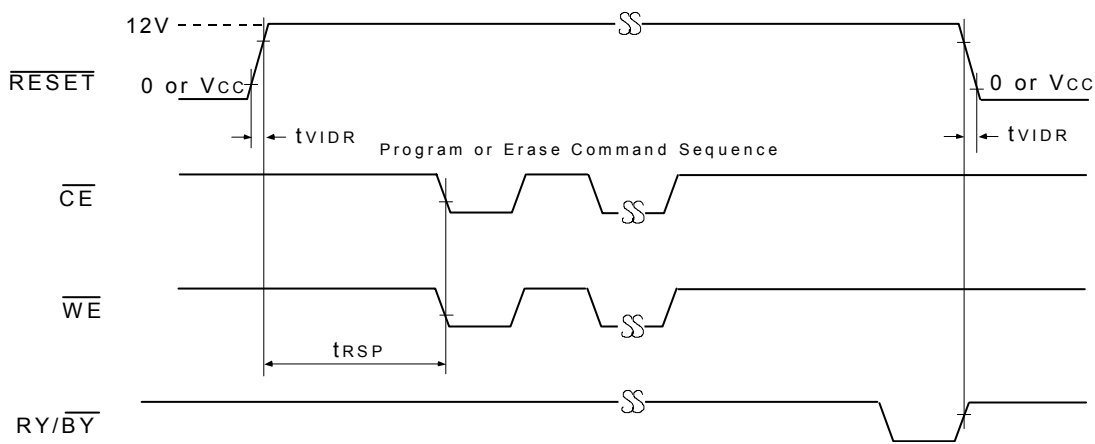 12V
RESET
0 or VCC
0 or VCC
tVIDR
tVIDR
Program or Erase Command Sequence
CE
WE
tRSP
RY/BY